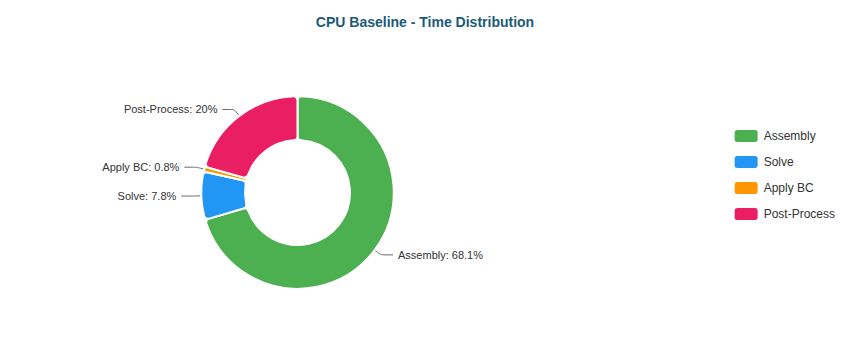 CPU Baseline - Time Distribution
Post-Process: 20%
Apply BC: 0.8%
Solve: 7.8%
Assembly: 68.1%
Assembly
Solve
Apply BC
Post-Process